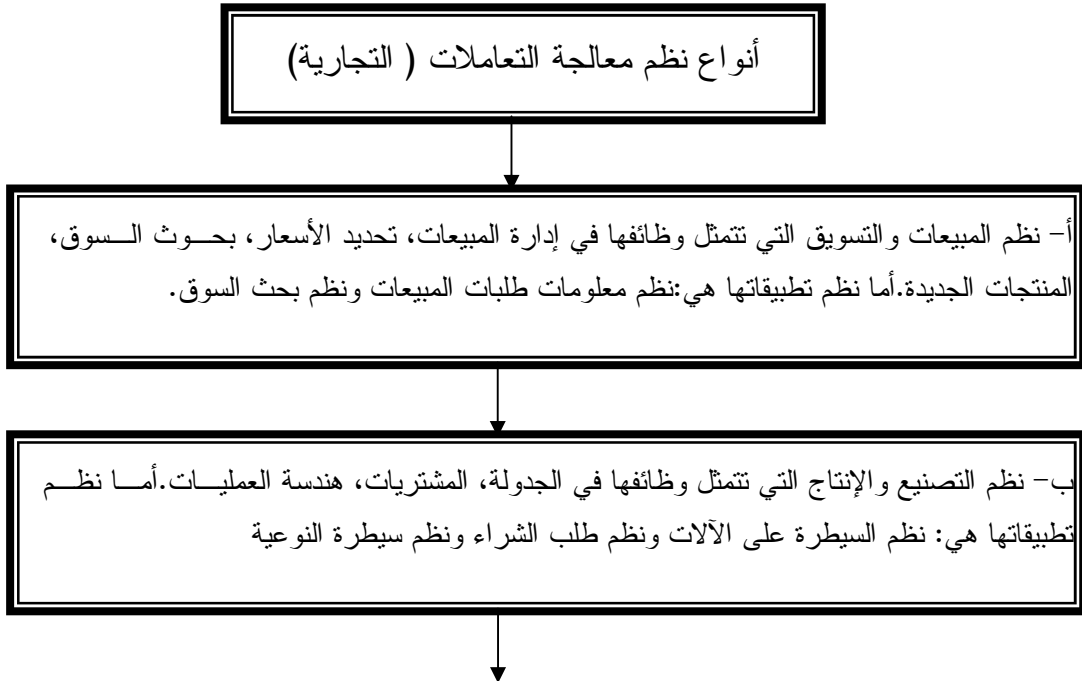 أنواع نظم معالجة التعاملات ( التجارية)
أ- نظم المبيعات والتسويق التي تتمثل وظائفها في إدارة المبيعات، تحديد الأسعار، بحوث السوق،
المنتجات الجديدة.أما نظم تطبيقاتها هي:نظم معلومات طلبات المبيعات ونظم بحث السوق.
ب- نظم التصنيع والإنتاج التي تتمثل وظائفها في الجدولة، المشتريات، هندسة العمليات.أما نظم
تطبيقاتها هي: نظم السيطرة على الآلات ونظم طلب الشراء ونظم سيطرة النوعية